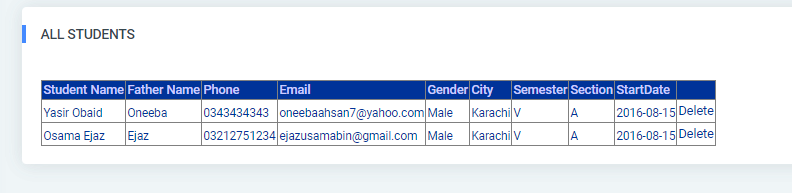 ALL STUDENTS
Student Name Father Name Phone Email Gender City Semester Section StartDate
Yasir Obaid Oneeba 0343434343 oneebaahsan7@yahoo.com Male Karachi V A 2016-08-15 Delete
Osama Ejaz Ejaz 03212751234 ejazusamabin@gmail.com Male Karachi V A 2016-08-15 Delete